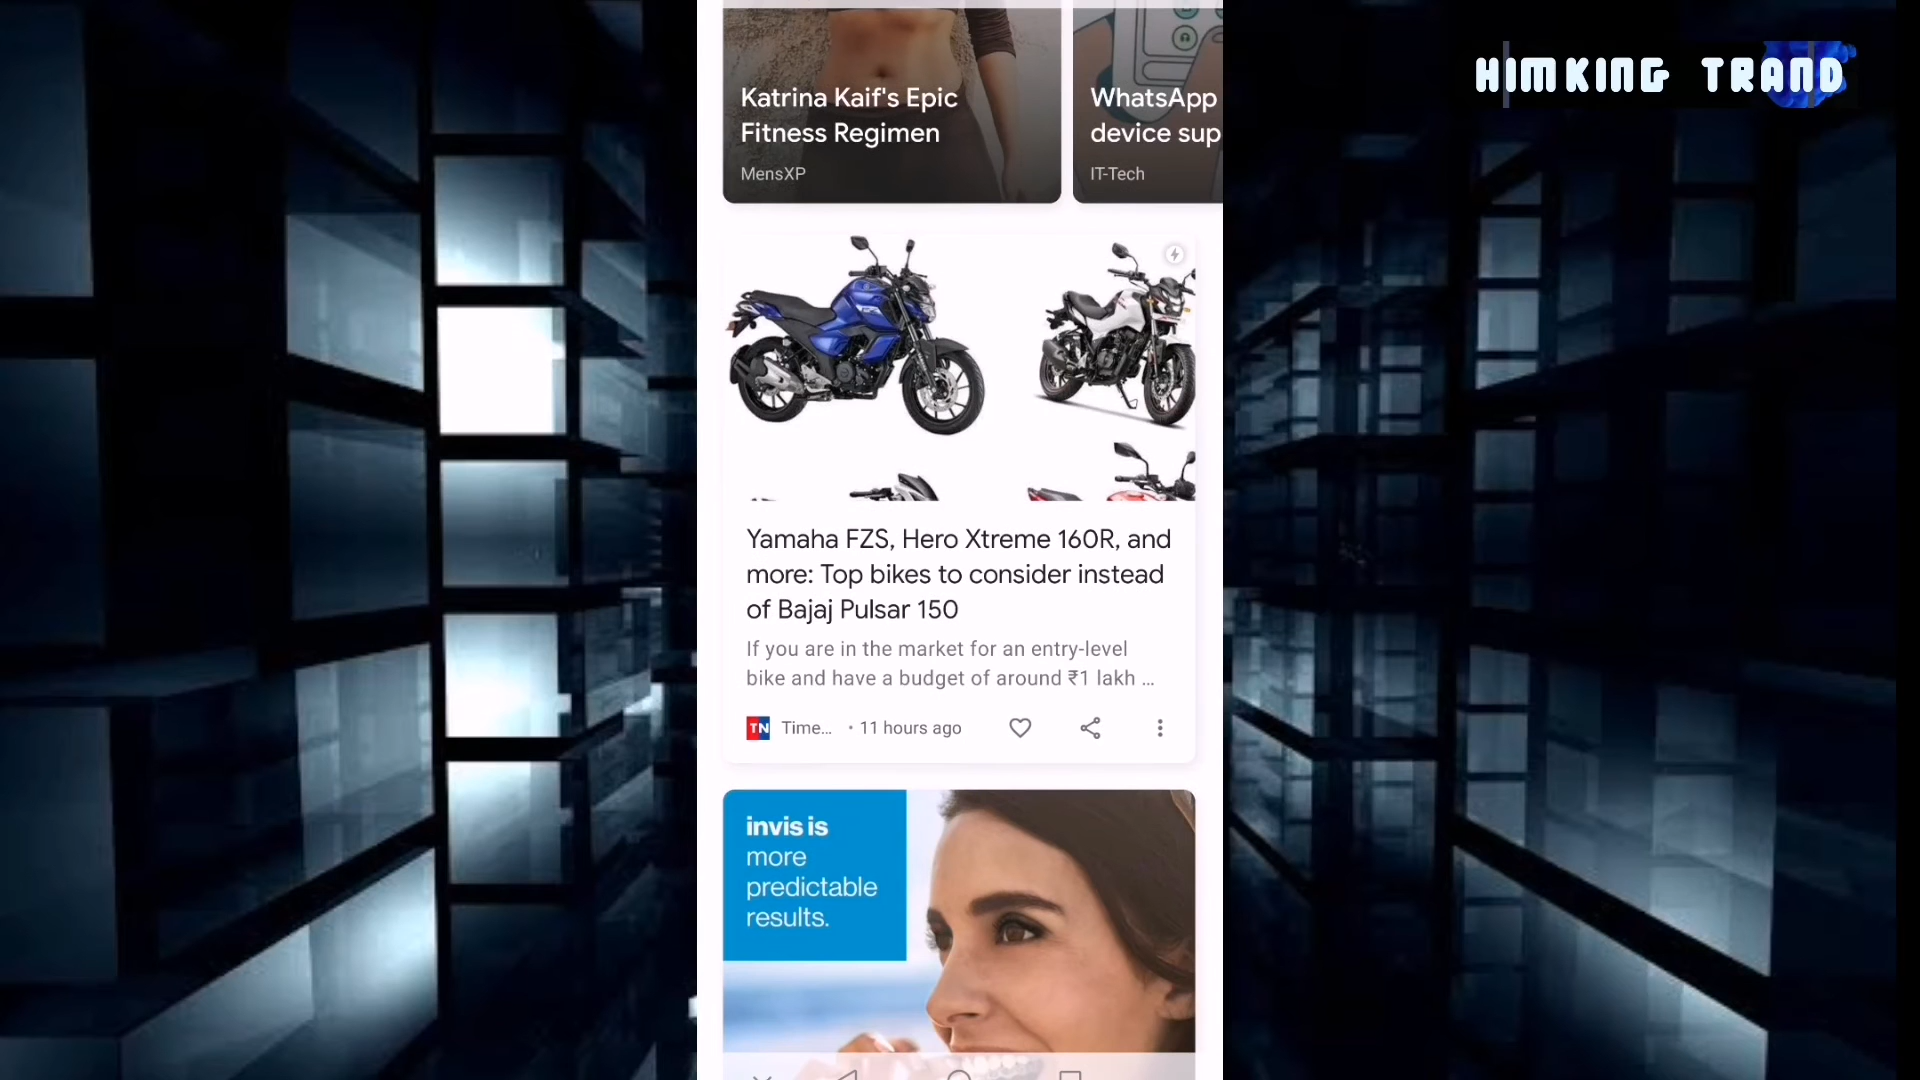 HIMKING TRAND
Katrina Kaif's Epic
Fitness Regimen
MensXP
WhatsApp
device sup
IT-Tech
Yamaha FZS, Hero Xtreme 160R, and
more: Top bikes to consider instead
of Bajaj Pulsar 150
If you are in the market for an entry-level
bike and have a budget of around ₹1 lakh ...
TN Time... • 11 hours ago
invis is
more
predictable
results.